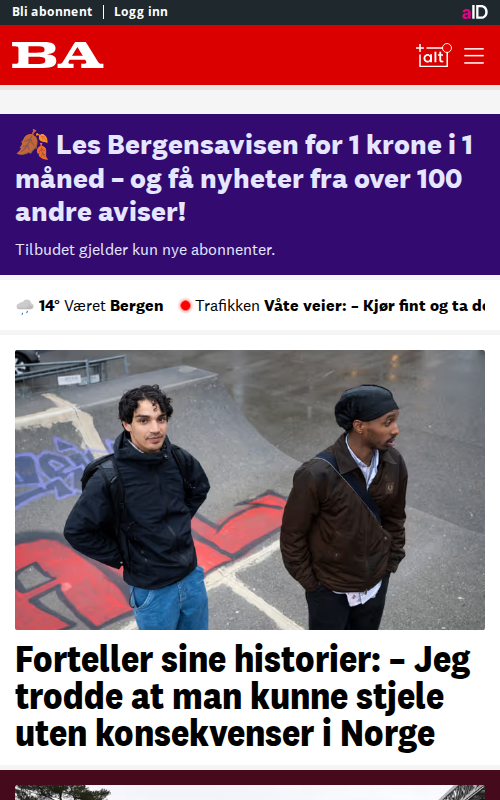 Bli abonnent | Logg inn
aID
BA
+alt
🍂 Les Bergensavisen for 1 krone i 1
måned – og få nyheter fra over 100
andre aviser!
Tilbudet gjelder kun nye abonnenter.
14° Været Bergen Trafikken Våte veier: – Kjør fint og ta de
Forteller sine historier: – Jeg
trodde at man kunne stjele
uten konsekvenser i Norge